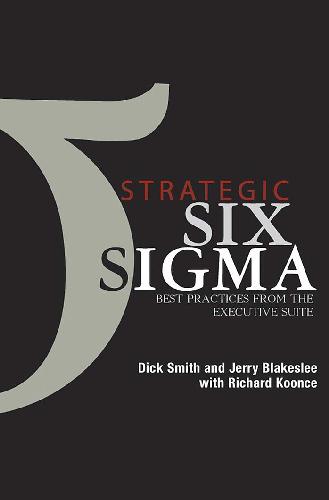 STRATEGIC
SIX
SIGMA
BEST PRACTICES FROM THE
EXECUTIVE SUITE
Dick Smith and Jerry Blakeslee
with Richard Koonce